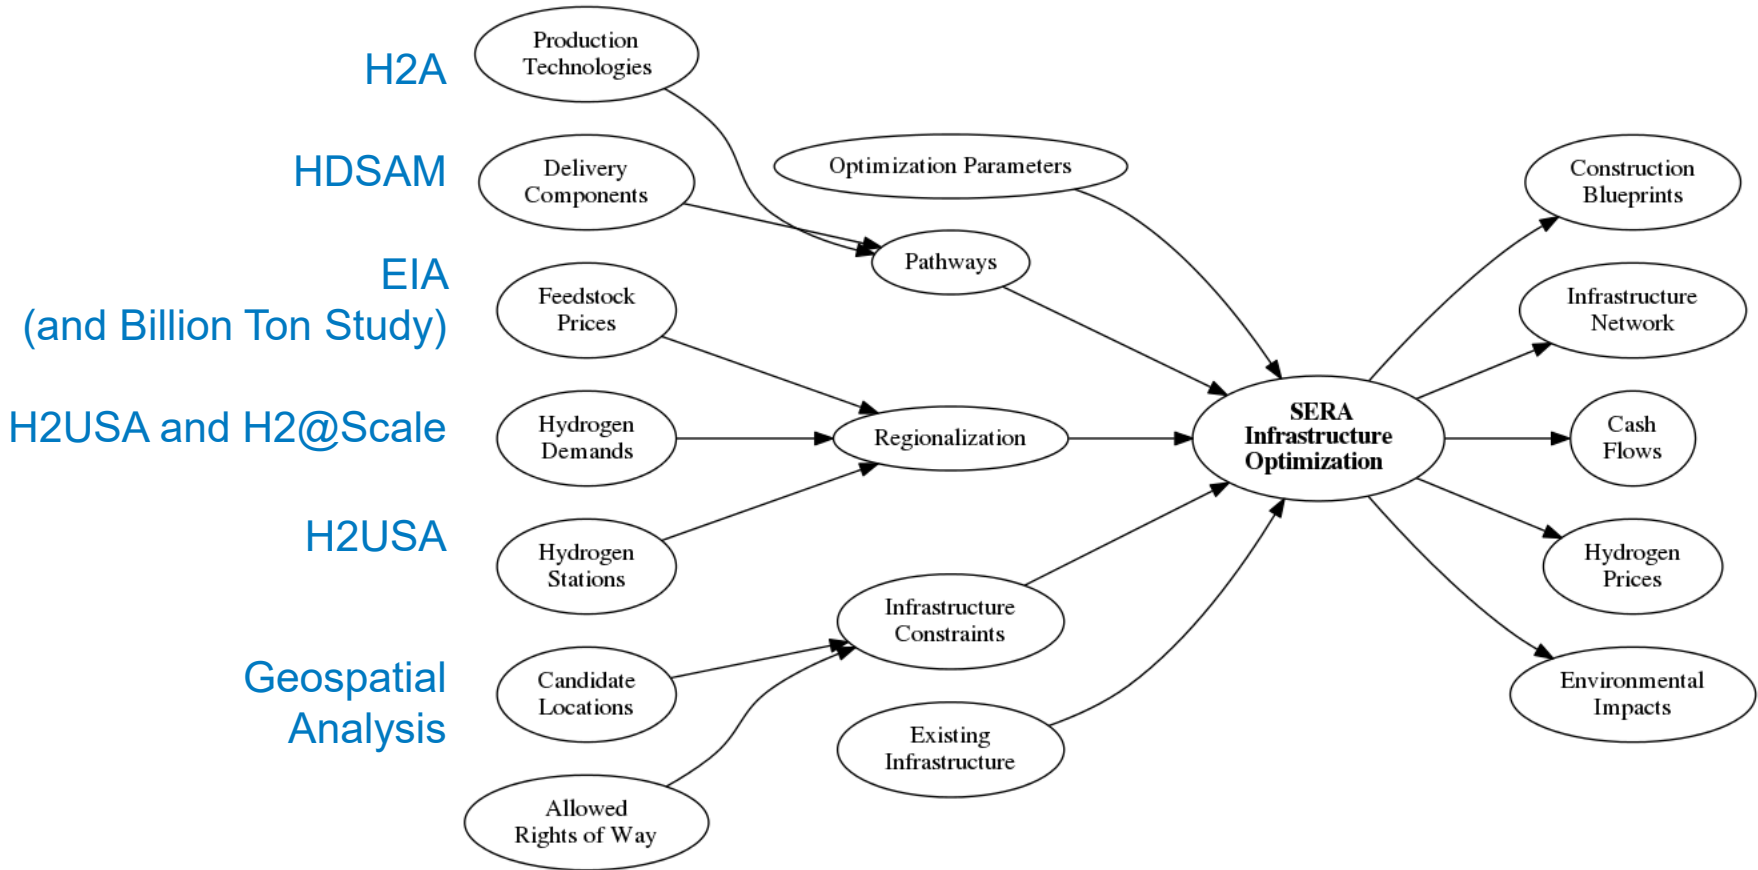 H2A
HDSAM
EIA
(and Billion Ton Study)
H2USA and H2@Scale
H2USA
Geospatial
Analysis
Production
Technologies
Delivery
Components
Feedstock
Prices
Hydrogen
Demands
Hydrogen
Stations
Candidate
Locations
Allowed
Rights of Way
Optimization Parameters
Pathways
Regionalization
Infrastructure
Constraints
Existing
Infrastructure
SERA
Infrastructure
Optimization
Construction
Blueprints
Infrastructure
Network
Cash
Flows
Hydrogen
Prices
Environmental
Impacts